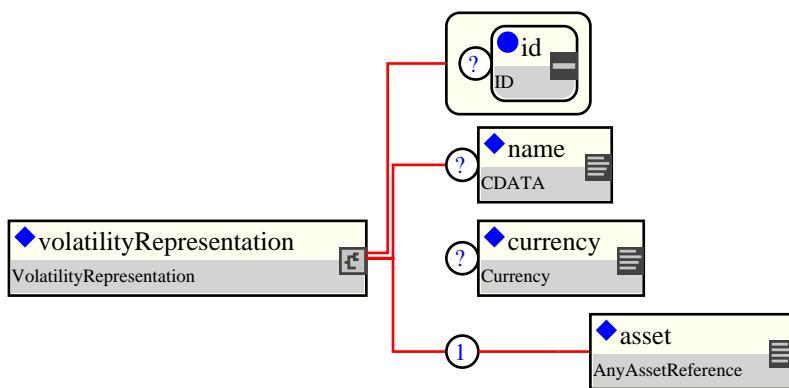 ? id
ID
? name
CDATA
volatilityRepresentation
VolatilityRepresentation
? currency
Currency
1 asset
AnyAssetReference